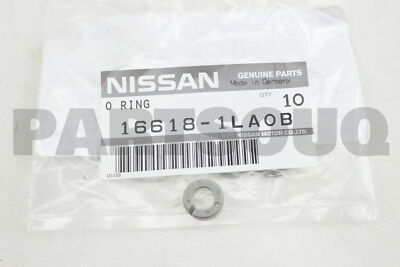 NISSAN
GENUINE PARTS
Made in Germany
O RING
QTY 10
16618-1LA0B
NISSAN MOTOR CO.,LTD.
PARTSOUQ